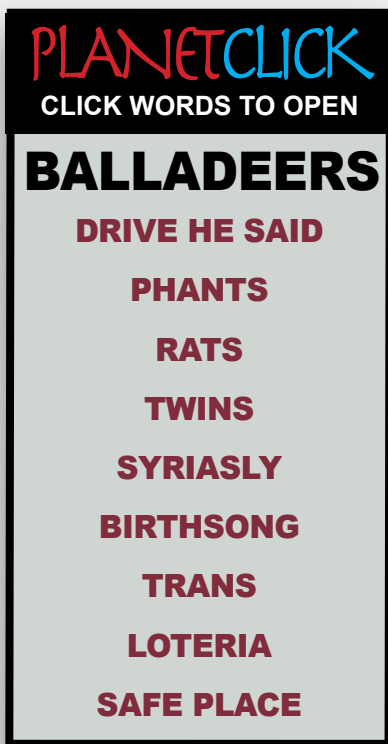 PLANETCLICK
CLICK WORDS TO OPEN
BALLADEERS
DRIVE HE SAID
PHANTS
RATS
TWINS
SYRIASLY
BIRTHSONG
TRANS
LOTERIA
SAFE PLACE